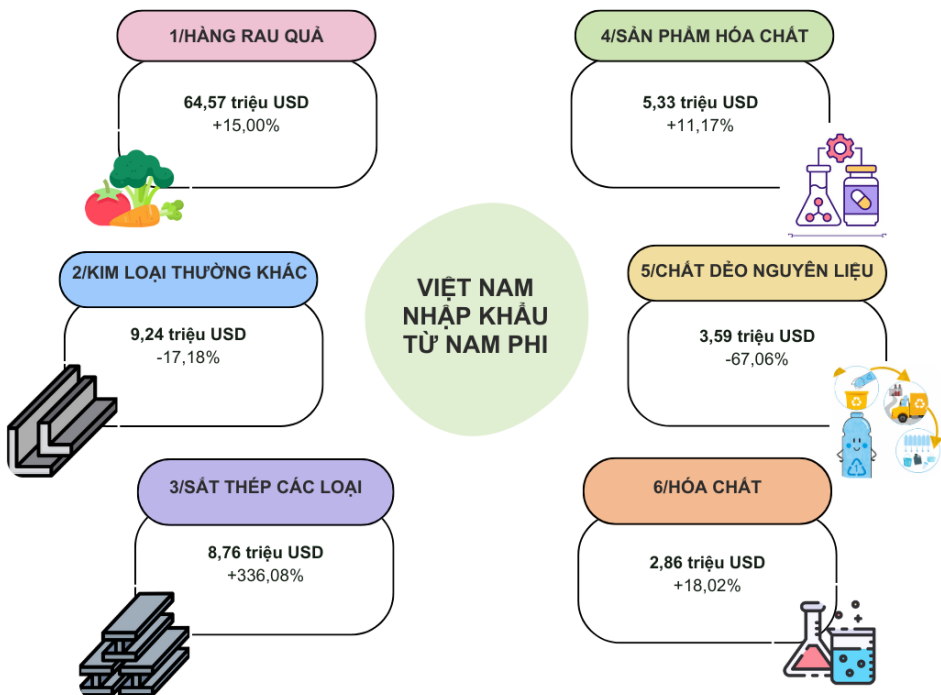 1/HÀNG RAU QUẢ
64,57 triệu USD
+15,00%
2/KIM LOẠI THƯỜNG KHÁC
9,24 triệu USD
-17,18%
3/SẮT THÉP CÁC LOẠI
8,76 triệu USD
+336,08%
VIỆT NAM
NHẬP KHẨU
TỪ NAM PHI
4/SẢN PHẨM HÓA CHẤT
5,33 triệu USD
+11,17%
5/CHẤT DẺO NGUYÊN LIỆU
3,59 triệu USD
-67,06%
6/HÓA CHẤT
2,86 triệu USD
+18,02%